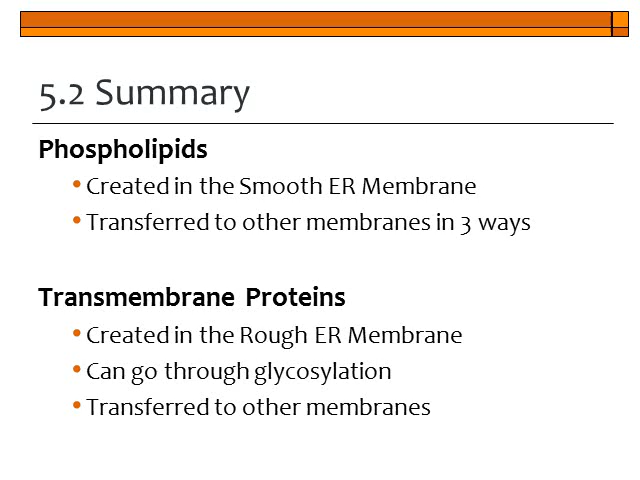 5.2 Summary
Phospholipids
• Created in the Smooth ER Membrane
• Transferred to other membranes in 3 ways
Transmembrane Proteins
• Created in the Rough ER Membrane
• Can go through glycosylation
• Transferred to other membranes